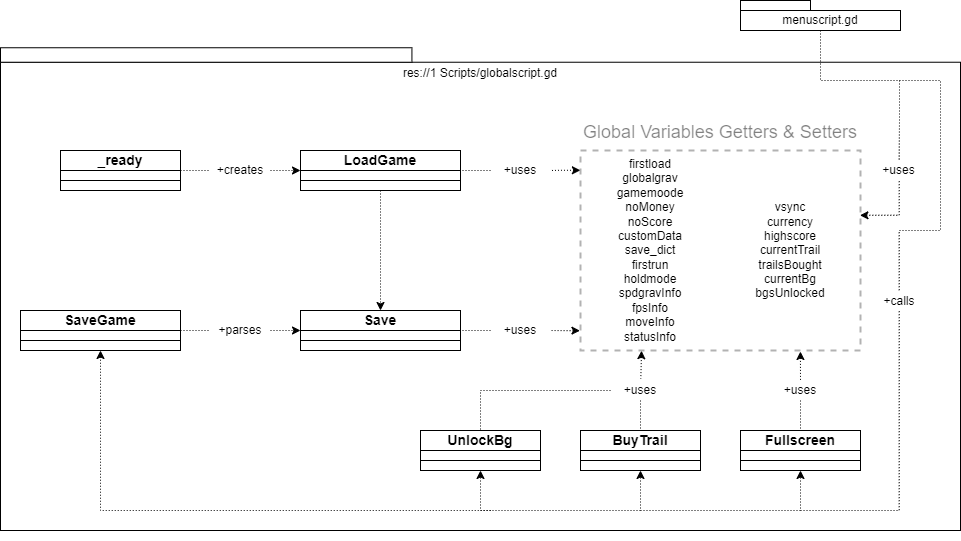 menuscript.gd
res://1 Scripts/globalscript.gd
Global Variables Getters & Setters
_ready
+creates
LoadGame
+uses
firstload
globalgrav
gamemoode
noMoney
noScore
customData
save_dict
firstrun
holdmode
spdgravInfo
fpsInfo
moveInfo
statusInfo
vsync
currency
highscore
currentTrail
trailsBought
currentBg
bgsUnlocked
+uses
+calls
SaveGame
+parses
Save
+uses
+uses
+uses
UnlockBg
BuyTrail
Fullscreen